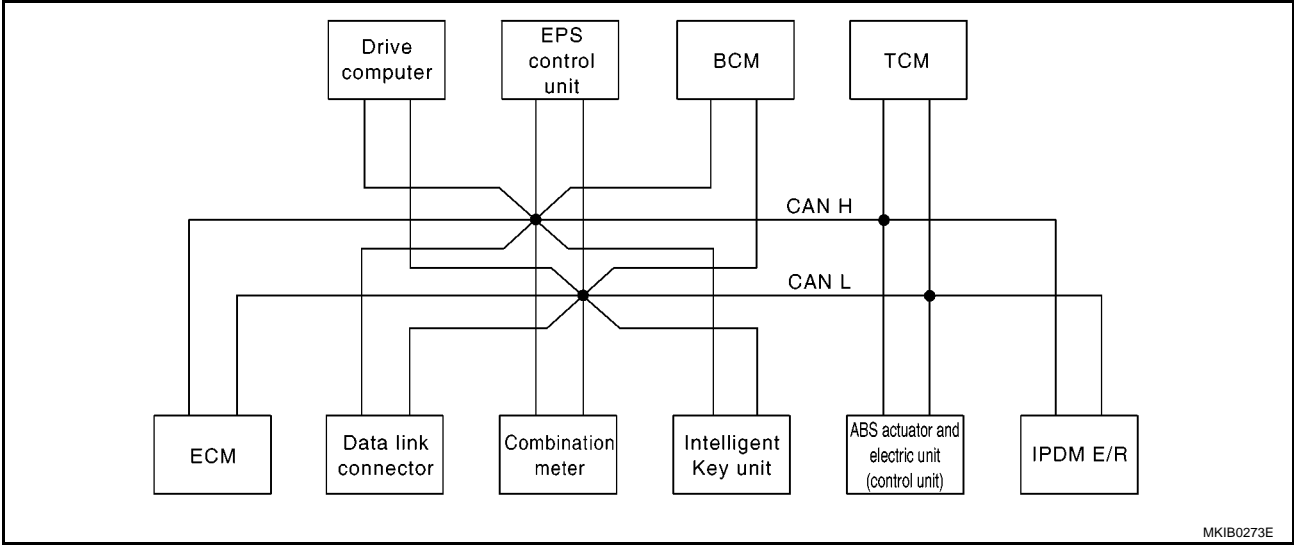 Drive
computer
EPS
control
unit
BCM
TCM
CAN H
CAN L
ECM
Data link
connector
Combination
meter
Intelligent
Key unit
ABS actuator and
electric unit
(control unit)
IPDM E/R
MKIB0273E